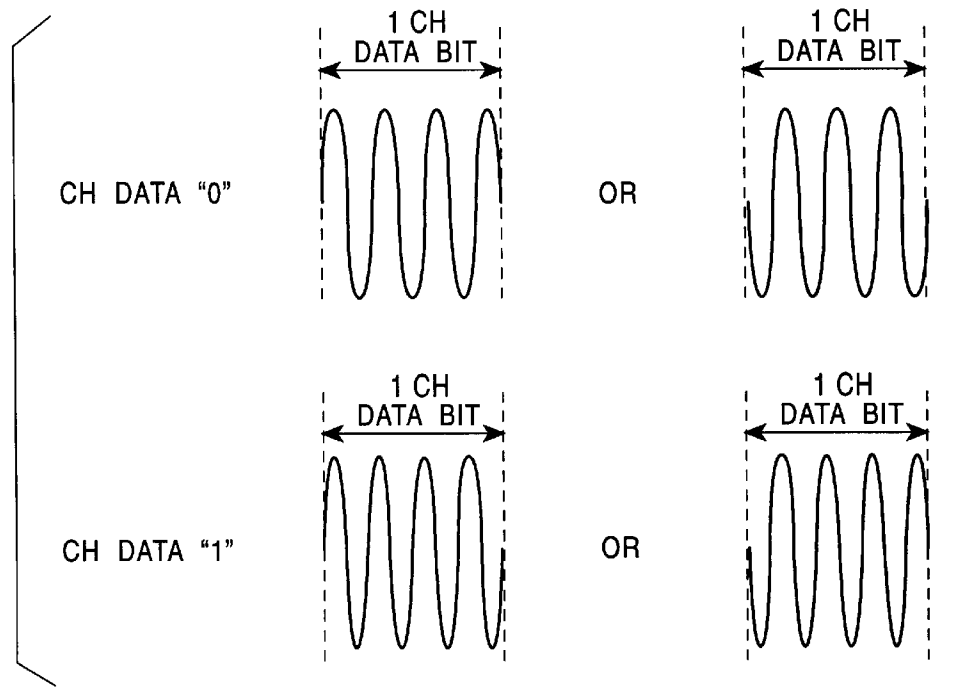 1 CH
DATA BIT
1 CH
DATA BIT
CH DATA “0”
OR
1 CH
DATA BIT
1 CH
DATA BIT
CH DATA “1”
OR